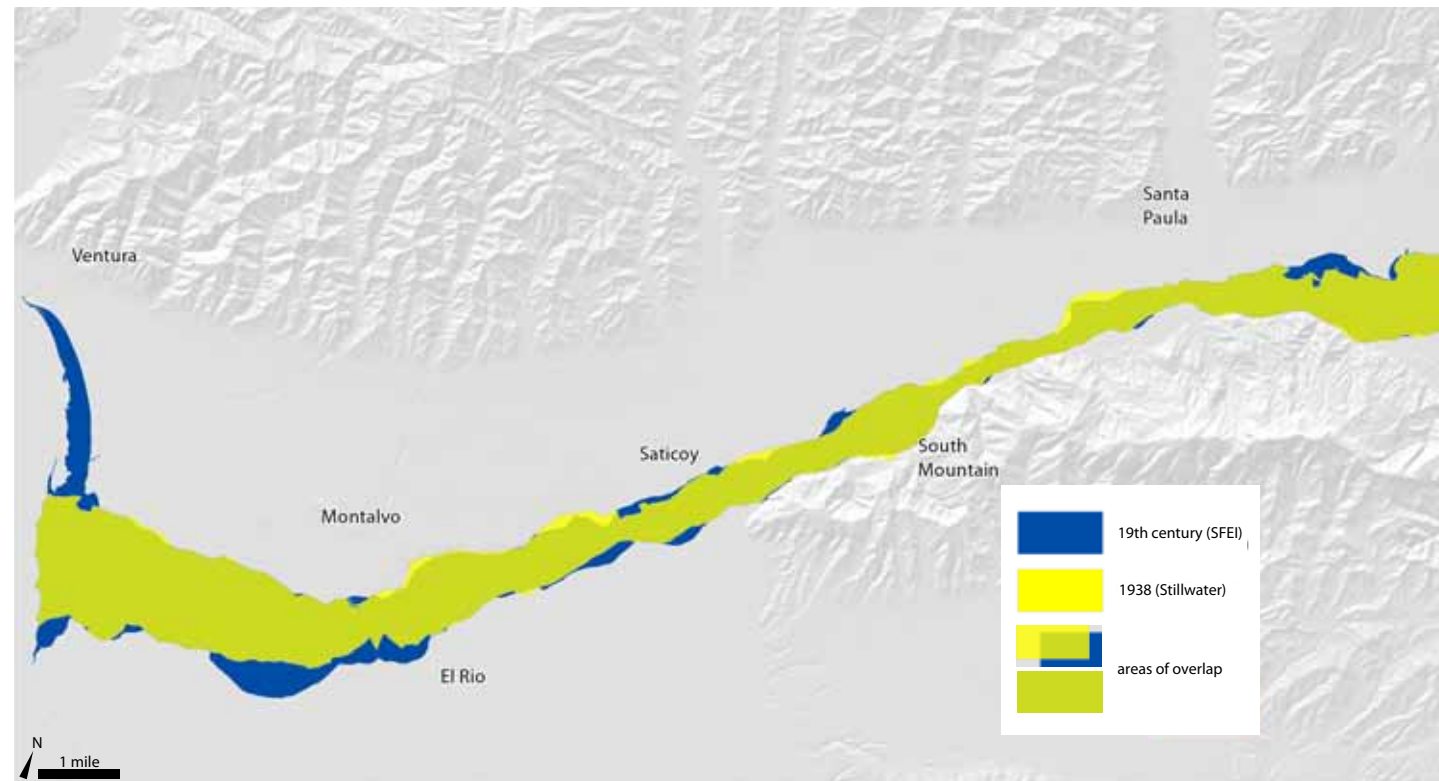 Santa
Paula
Ventura
South
Mountain
Saticoy
Montalvo
El Rio
19th century (SFEI)
1938 (Stillwater)
areas of overlap
N
1 mile